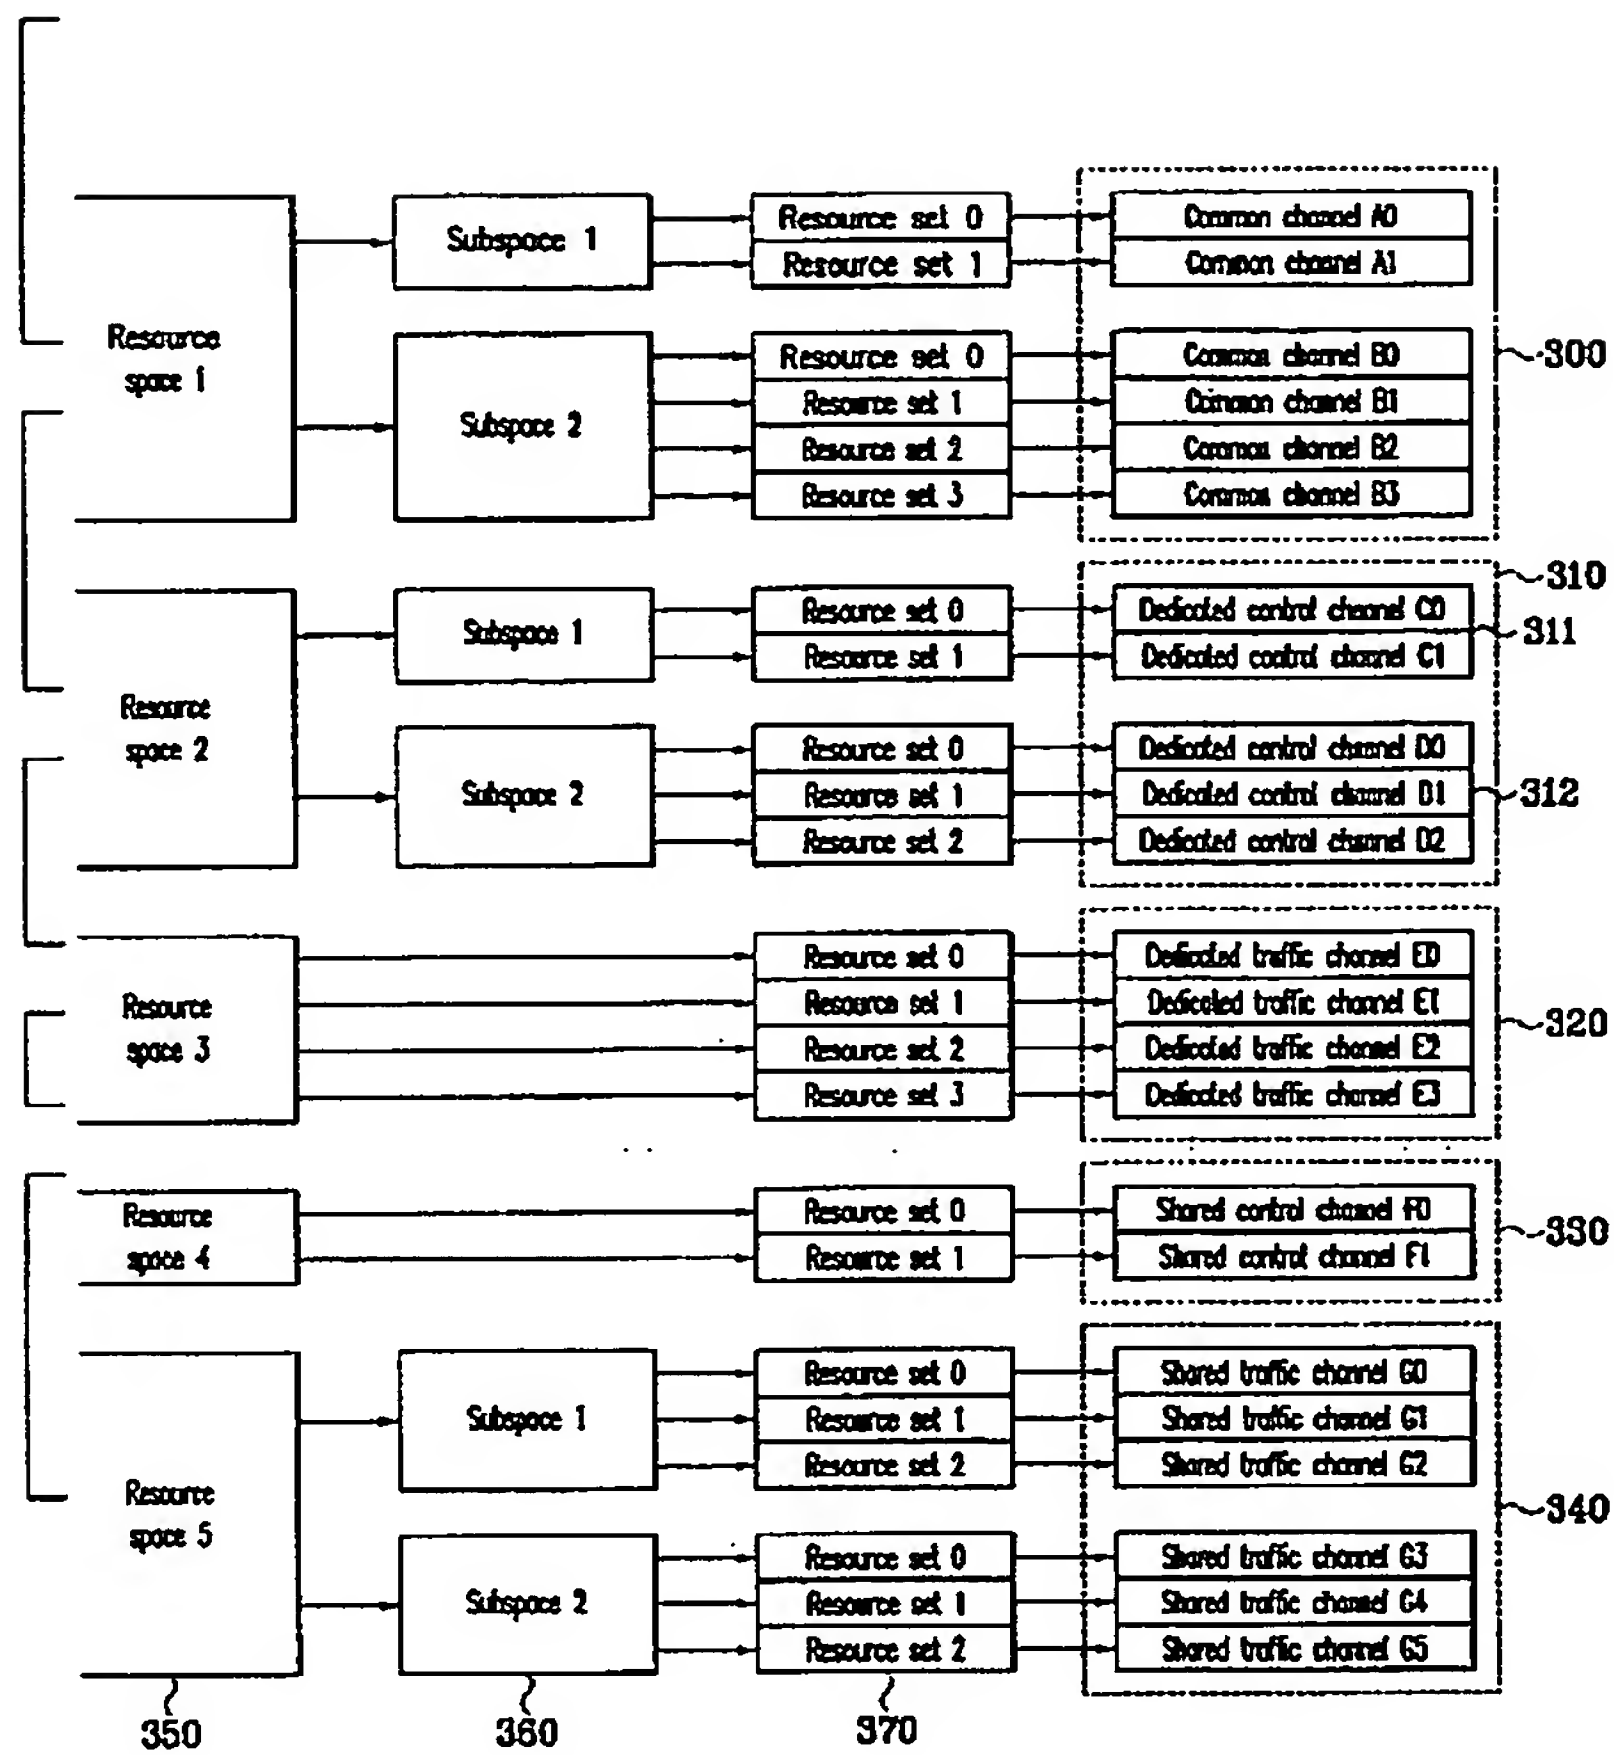 Resource
space 1
Subspace 1
Resource set 0
Resource set 1
Common channel A0
Common channel A1
Subspace 2
Resource set 0
Resource set 1
Resource set 2
Resource set 3
Common channel B0
Common channel B1
Common channel B2
Common channel B3
300
Resource
space 2
Subspace 1
Resource set 0
Resource set 1
Dedicated control channel C0
Dedicated control channel C1
310
311
Subspace 2
Resource set 0
Resource set 1
Resource set 2
Dedicated control channel D0
Dedicated control channel D1
Dedicated control channel D2
312
Resource
space 3
Resource set 0
Resource set 1
Resource set 2
Resource set 3
Dedicated traffic channel E0
Dedicated traffic channel E1
Dedicated traffic channel E2
Dedicated traffic channel E3
320
Resource
space 4
Resource set 0
Resource set 1
Shared control channel F0
Shared control channel F1
330
Resource
space 5
Subspace 1
Resource set 0
Resource set 1
Resource set 2
Shared traffic channel G0
Shared traffic channel G1
Shared traffic channel G2
340
Subspace 2
Resource set 0
Resource set 1
Resource set 2
Shared traffic channel G3
Shared traffic channel G4
Shared traffic channel G5
350
360
370